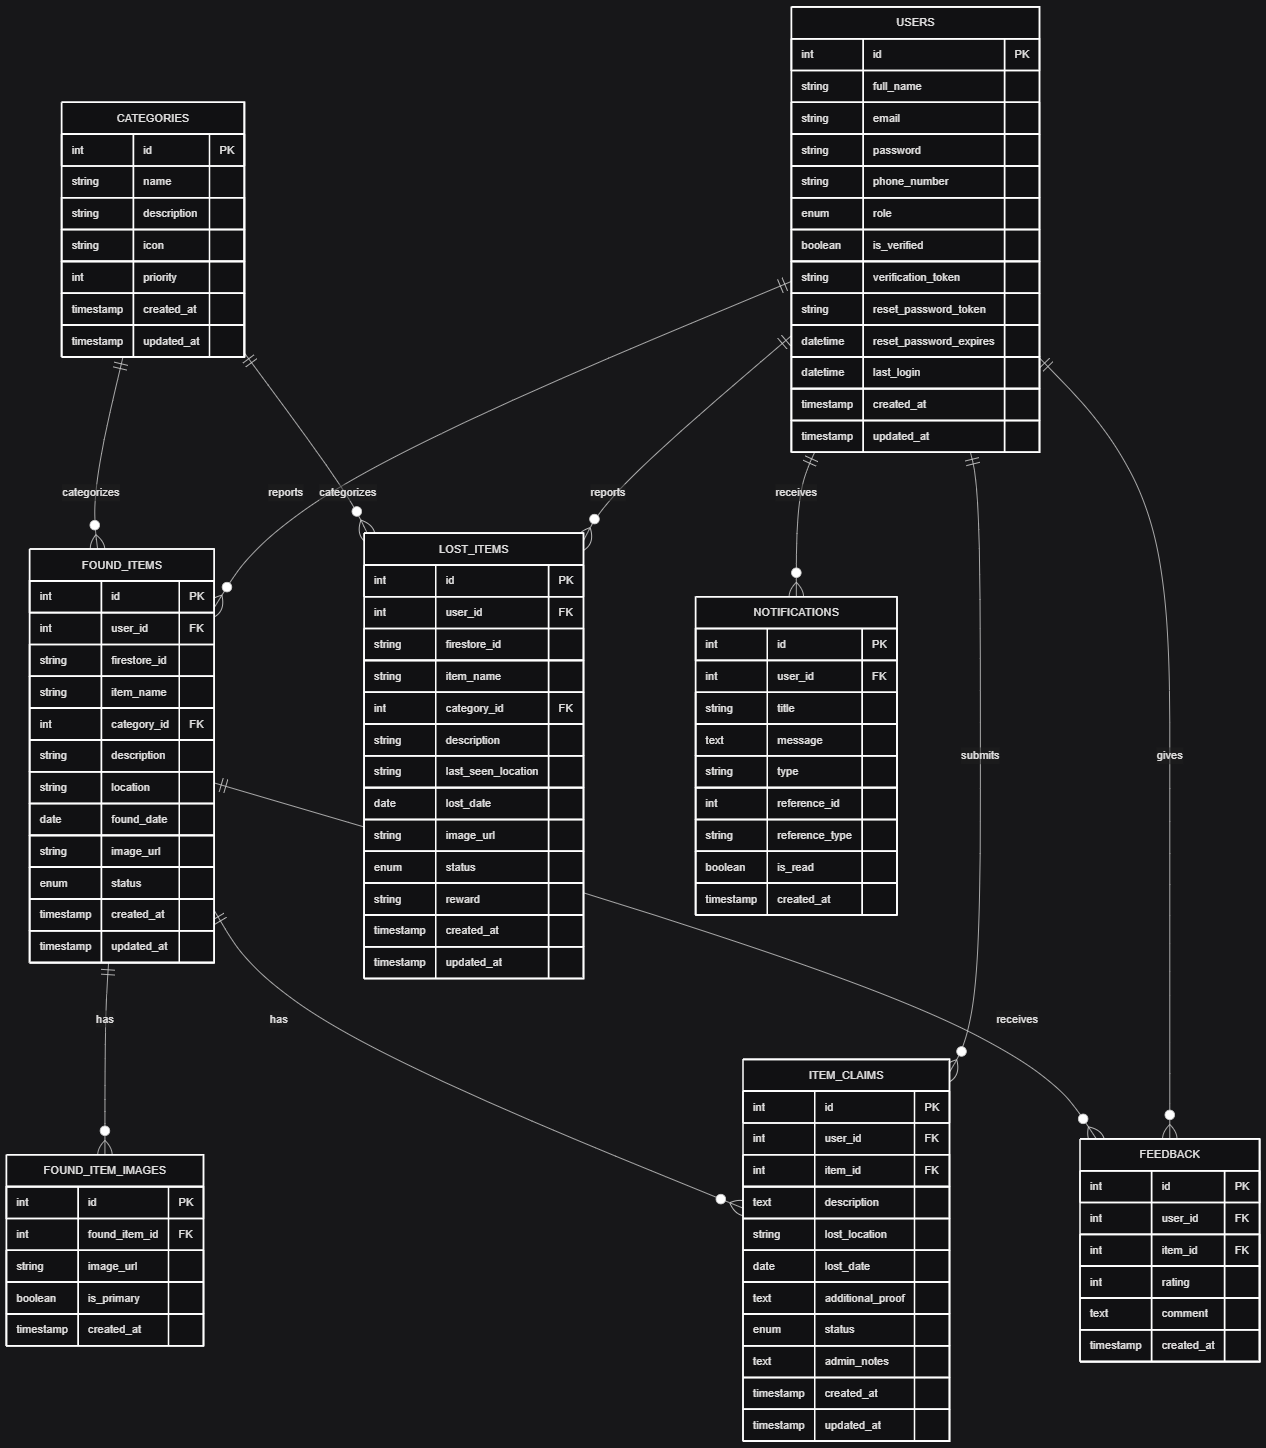 USERS
int id PK
string full_name
string email
string password
string phone_number
enum role
boolean is_verified
string verification_token
string reset_password_token
datetime reset_password_expires
datetime last_login
timestamp created_at
timestamp updated_at
CATEGORIES
int id PK
string name
string description
string icon
int priority
timestamp created_at
timestamp updated_at
categorizes
reports
categorizes
reports
receives
FOUND_ITEMS
int id PK
int user_id FK
string firestore_id
string item_name
int category_id FK
string description
string location
date found_date
string image_url
enum status
timestamp created_at
timestamp updated_at
LOST_ITEMS
int id PK
int user_id FK
string firestore_id
string item_name
int category_id FK
string description
string last_seen_location
date lost_date
string image_url
enum status
string reward
timestamp created_at
timestamp updated_at
NOTIFICATIONS
int id PK
int user_id FK
string title
text message
string type
int reference_id
string reference_type
boolean is_read
timestamp created_at
submits
gives
has
has
receives
FOUND_ITEM_IMAGES
int id PK
int found_item_id FK
string image_url
boolean is_primary
timestamp created_at
ITEM_CLAIMS
int id PK
int user_id FK
int item_id FK
text description
string lost_location
date lost_date
text additional_proof
enum status
text admin_notes
timestamp created_at
timestamp updated_at
FEEDBACK
int id PK
int user_id FK
int item_id FK
int rating
text comment
timestamp created_at